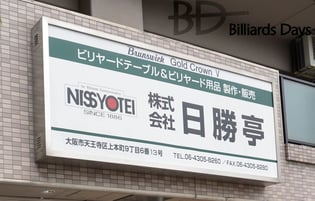 BD Billiards Days
Brunswick Gold Crown V
ビリヤードテーブル&ビリヤード用品 製作・販売
NISSYOTEI
SINCE 1886
株式会社 日勝亭
大阪市天王寺区上本町9丁目6番13号
TEL.06-4305-8260 / FAX.06-4305-8260